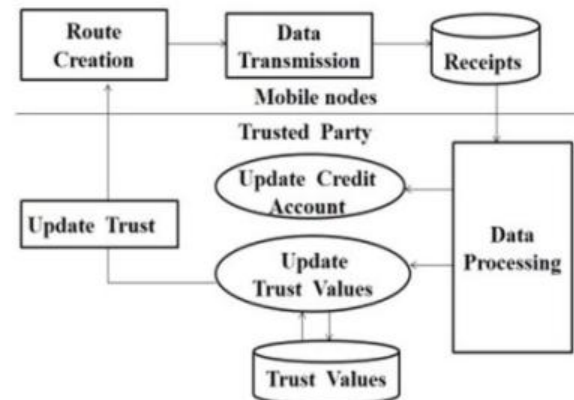 Route
Creation
Data
Transmission
Receipts
Mobile nodes
Trusted Party
Update Credit
Account
Update Trust
Data
Processing
Update
Trust Values
Trust Values